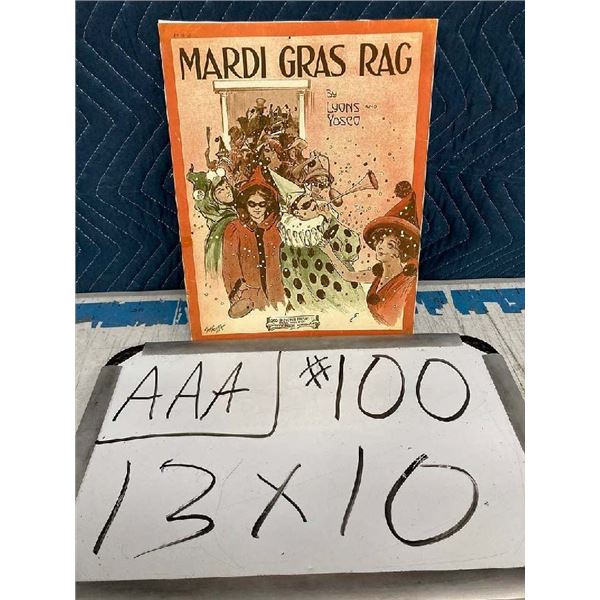 MARDI GRAS RAG
By
Lyons AND
Yosco
AAA #100
13 x 10